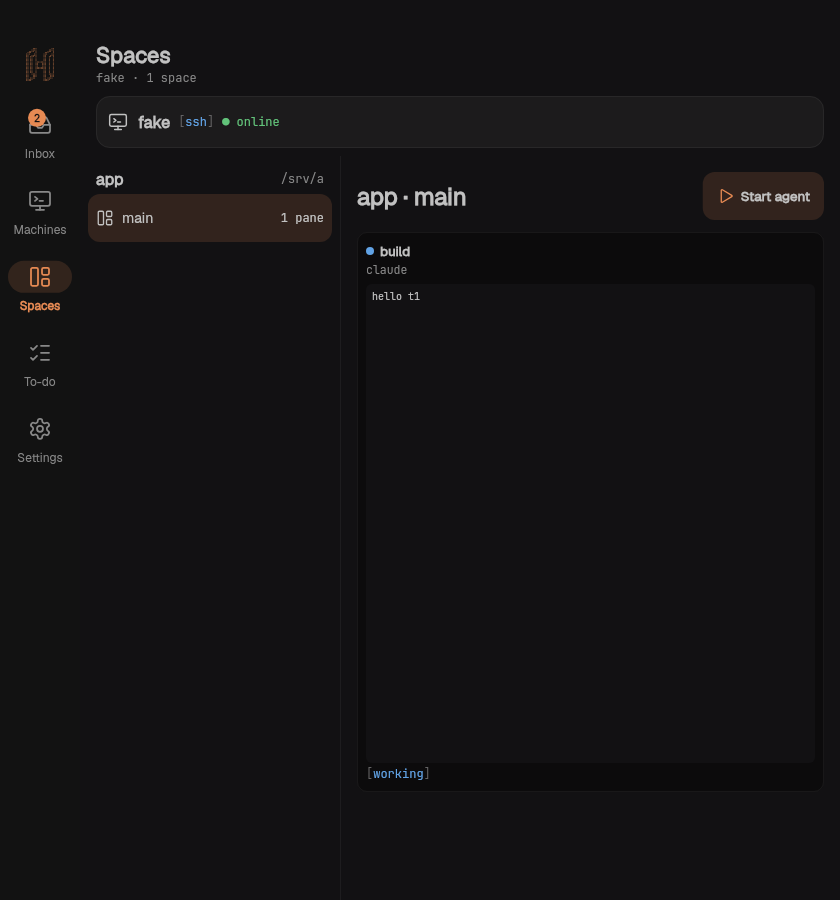 Spaces
fake · 1 space
2
Inbox
fake [ssh] ● online
Machines
Spaces
To-do
Settings
app /srv/a
main 1 pane
app · main
Start agent
build
claude
hello t1
[working]